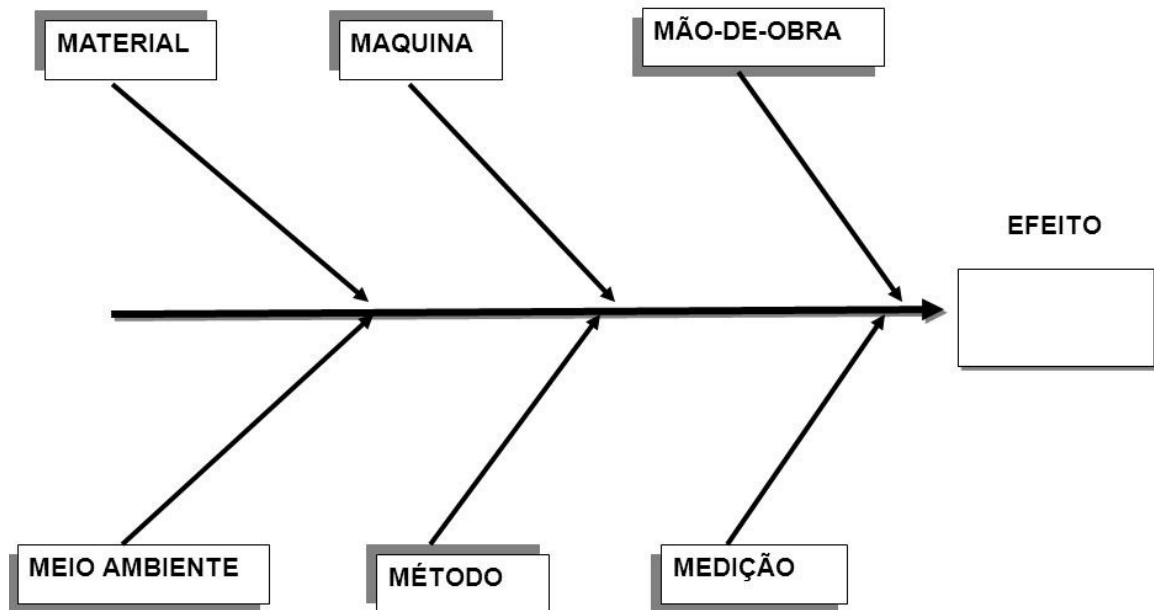 MATERIAL
MAQUINA
MÃO-DE-OBRA
EFEITO
MEIO AMBIENTE
MÉTODO
MEDIÇÃO